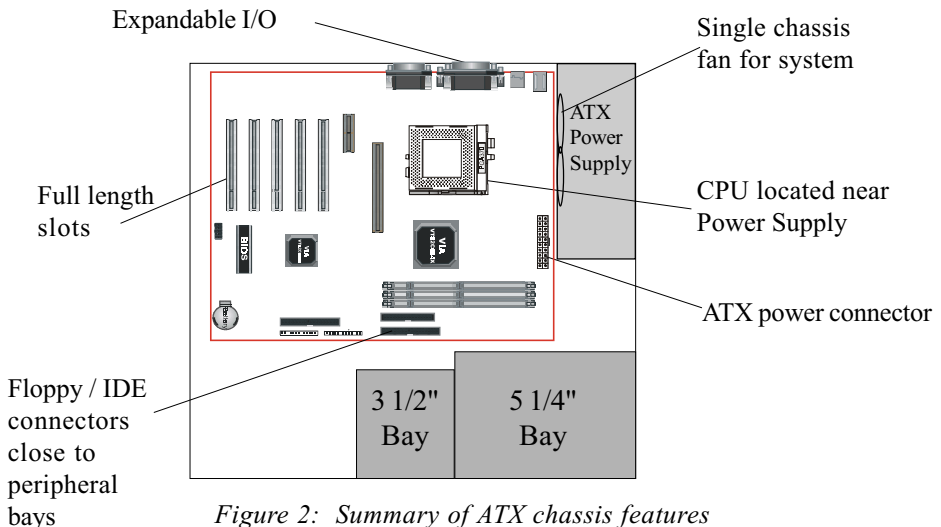 Expandable I/O
Single chassis
fan for system
ATX
Power
Supply
Full length
slots
CPU located near
Power Supply
BIOS
VIA
VIA
ATX power connector
Floppy / IDE
connectors
close to
peripheral
bays
3 1/2"
Bay
5 1/4"
Bay
Figure 2: Summary of ATX chassis features